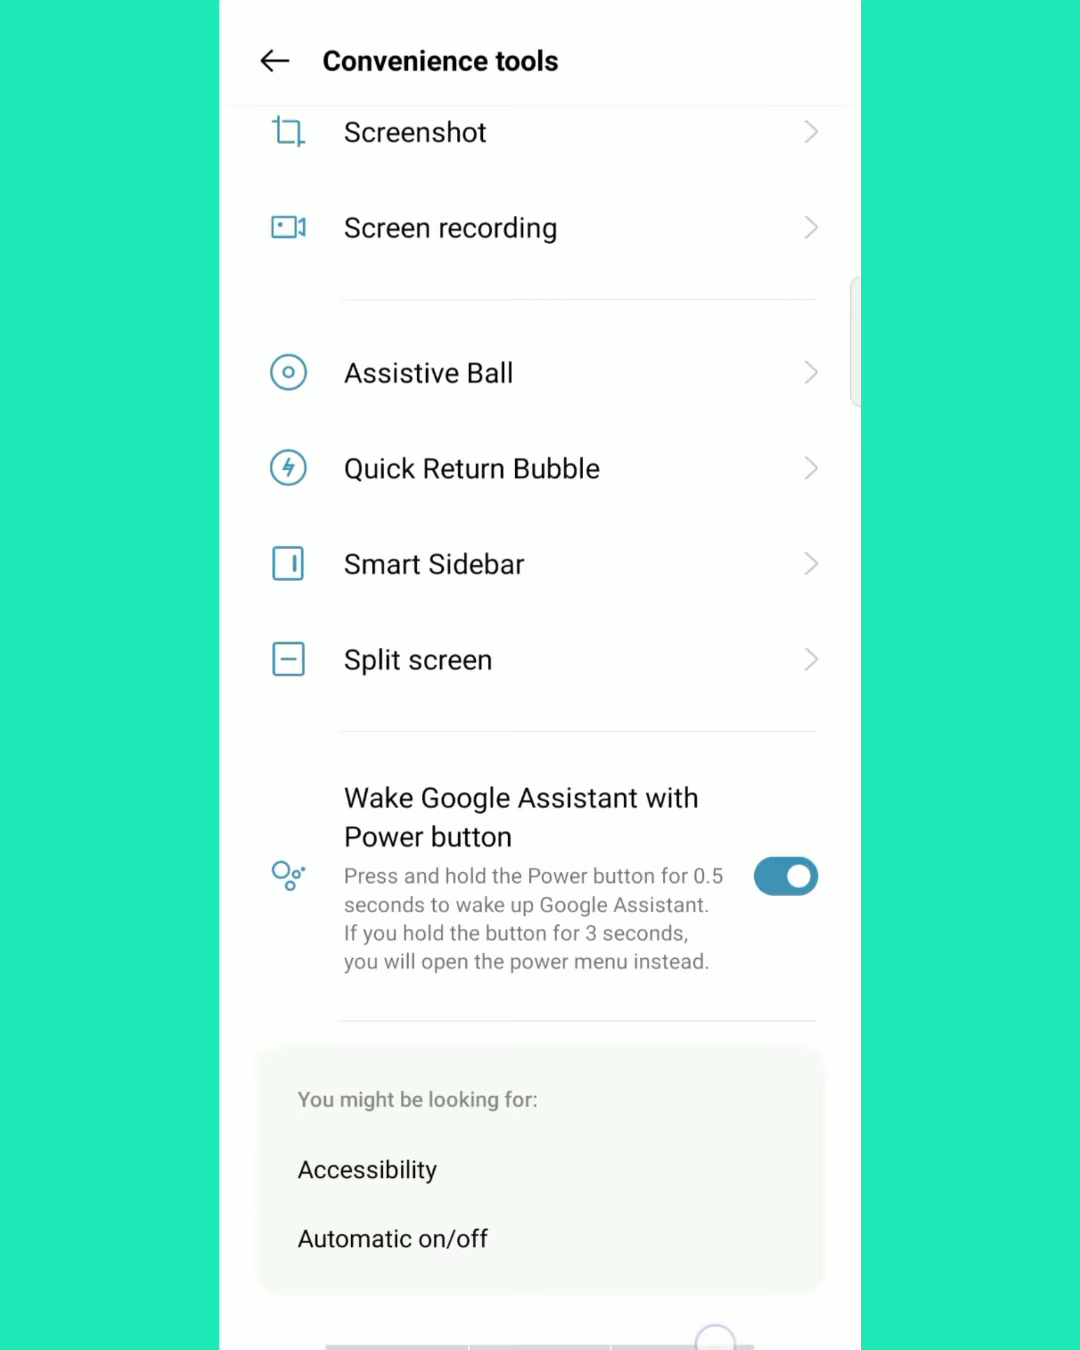 Convenience tools
Screenshot
Screen recording
Assistive Ball
Quick Return Bubble
Smart Sidebar
Split screen
Wake Google Assistant with
Power button
Press and hold the Power button for 0.5
seconds to wake up Google Assistant.
If you hold the button for 3 seconds,
you will open the power menu instead.
You might be looking for:
Accessibility
Automatic on/off